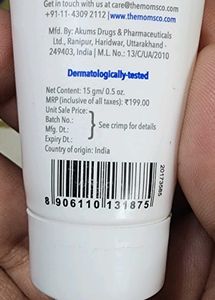 Get in touch with us at care@themomsco.com
+91-11-4309 2112 | www.themomsco.com
Mfd. By: Akums Drugs & Pharmaceuticals
Ltd., Ranipur, Haridwar, Uttarakhand -
249403, India | M.L. No.: 13/C/UA/2010
Dermatologically-tested
Net Content: 15 gm/ 0.5 oz.
MRP (inclusive of all taxes): ₹199.00
Unit Sale Price:
Batch No.:
Mfg. Dt.:
Expiry Dt.:
See crimp for details
Country of origin: India
8 906110 131875
20173585